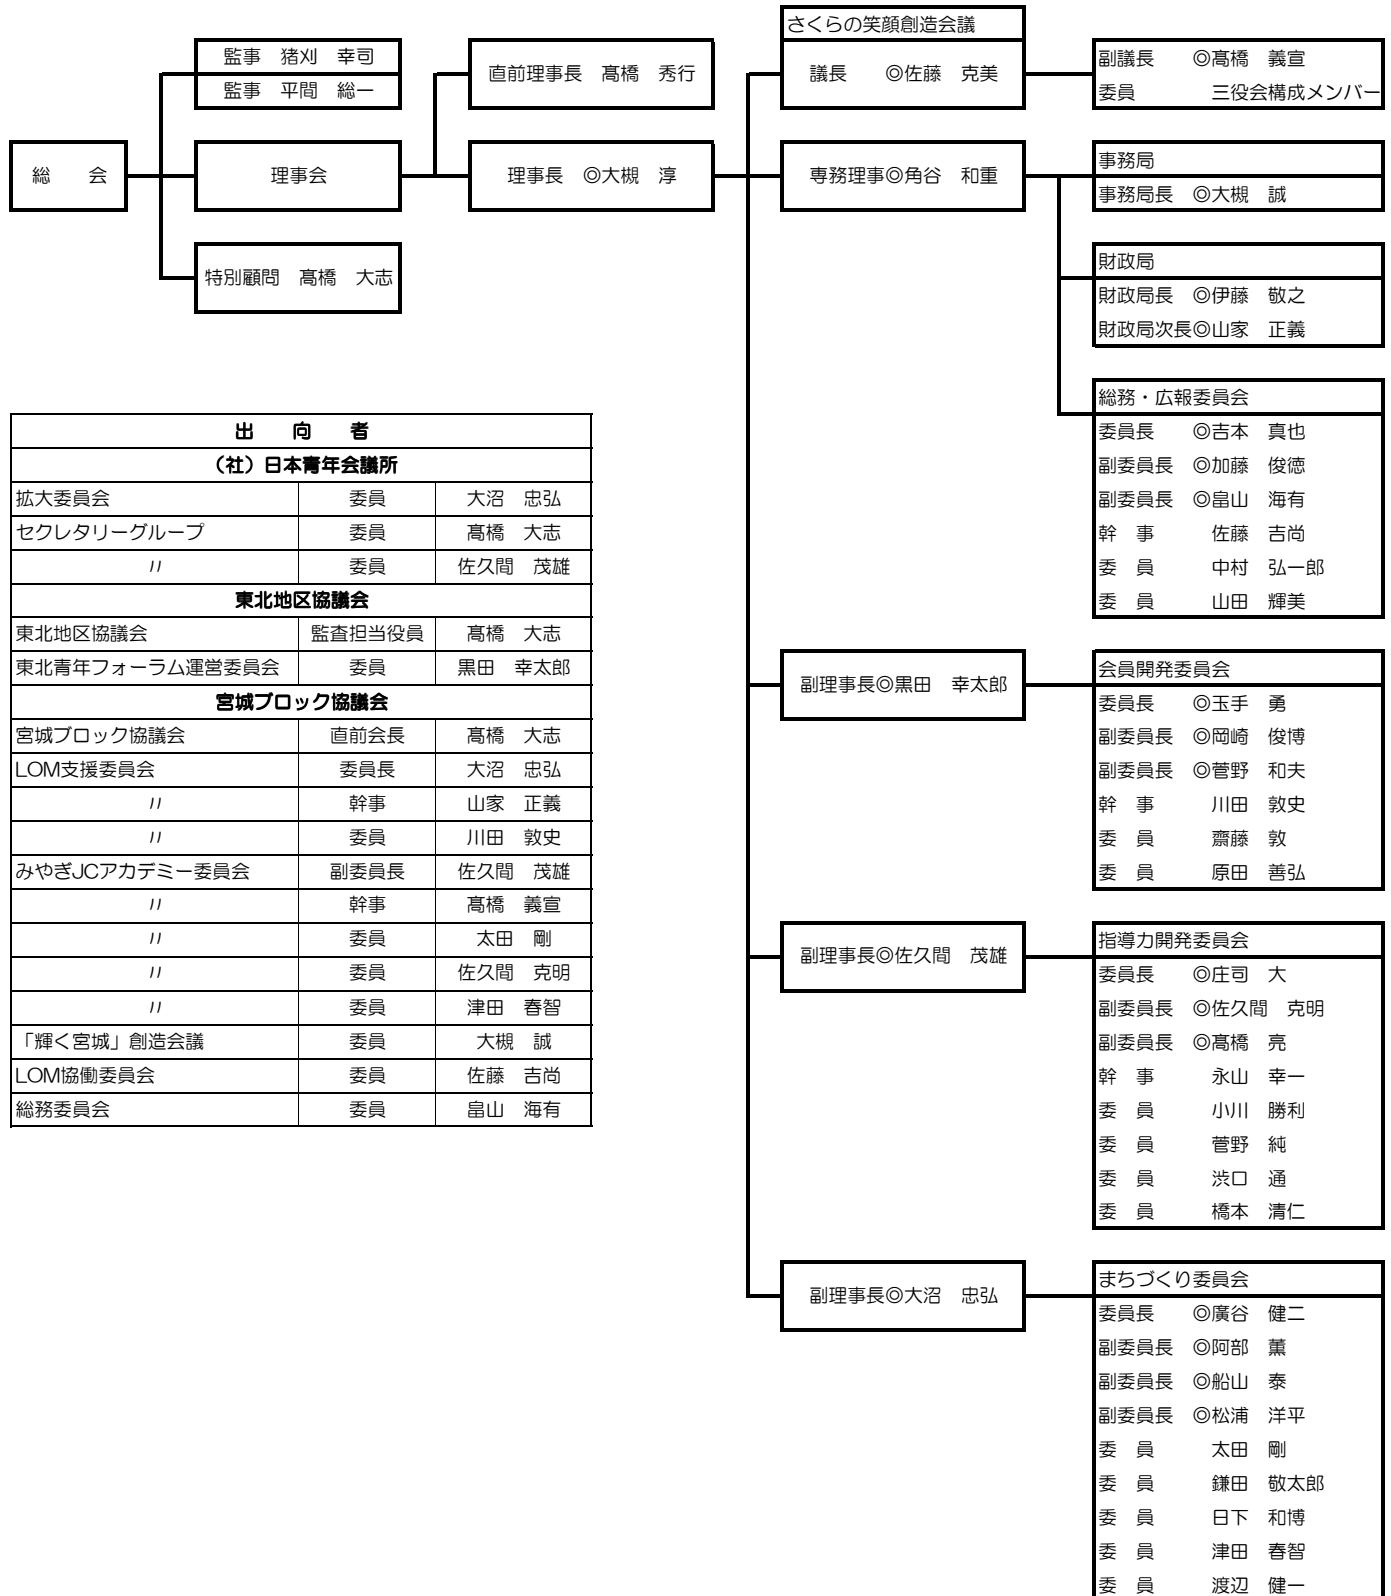 総　会
監事　猪刈　幸司
監事　平間　総一
理事会
特別顧問　髙橋　大志
直前理事長　髙橋　秀行
理事長　◎大槻　淳
さくらの笑顔創造会議
議長　◎佐藤　克美
副議長　◎髙橋　義宣
委員　三役会構成メンバー
専務理事◎角谷　和重
事務局
事務局長　◎大槻　誠
財政局
財政局長　◎伊藤　敬之
財政局次長◎山家　正義
総務・広報委員会
委員長　◎吉本　真也
副委員長　◎加藤　俊徳
副委員長　◎畠山　海有
幹　事　佐藤　吉尚
委　員　中村　弘一郎
委　員　山田　輝美
副理事長◎黒田　幸太郎
会員開発委員会
委員長　◎玉手　勇
副委員長　◎岡崎　俊博
副委員長　◎菅野　和夫
幹　事　川田　敦史
委　員　齋藤　敦
委　員　原田　善弘
副理事長◎佐久間　茂雄
指導力開発委員会
委員長　◎庄司　大
副委員長　◎佐久間　克明
副委員長　◎髙橋　亮
幹　事　永山　幸一
委　員　小川　勝利
委　員　菅野　純
委　員　渋口　通
委　員　橋本　清仁
副理事長◎大沼　忠弘
まちづくり委員会
委員長　◎廣谷　健二
副委員長　◎阿部　薫
副委員長　◎船山　泰
副委員長　◎松浦　洋平
委　員　太田　剛
委　員　鎌田　敬太郎
委　員　日下　和博
委　員　津田　春智
委　員　渡辺　健一
出　向　者
（社）日本青年会議所
拡大委員会　委員　大沼　忠弘
セクレタリーグループ　委員　髙橋　大志
〃　委員　佐久間　茂雄
東北地区協議会
東北地区協議会　監査担当役員　髙橋　大志
東北青年フォーラム運営委員会　委員　黒田　幸太郎
宮城ブロック協議会
宮城ブロック協議会　直前会長　髙橋　大志
LOM支援委員会　委員長　大沼　忠弘
〃　幹事　山家　正義
〃　委員　川田　敦史
みやぎJCアカデミー委員会　副委員長　佐久間　茂雄
〃　幹事　髙橋　義宣
〃　委員　太田　剛
〃　委員　佐久間　克明
〃　委員　津田　春智
「輝く宮城」創造会議　委員　大槻　誠
LOM協働委員会　委員　佐藤　吉尚
総務委員会　委員　畠山　海有